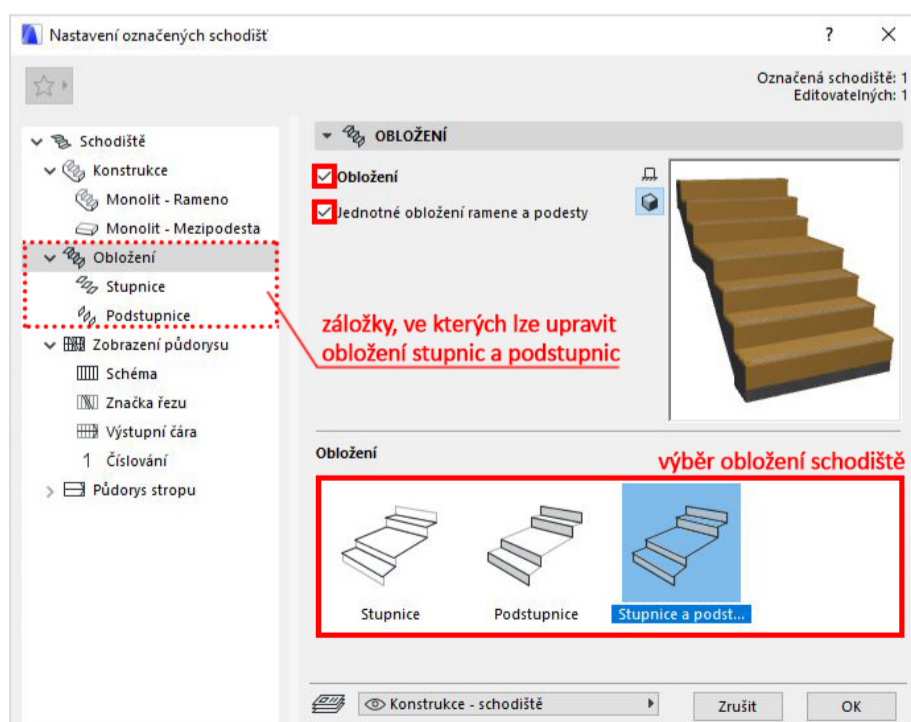 Nastavení označených schodišť
?
Označená schodiště: 1
Editovatelných: 1
Schodiště
Konstrukce
Monolit - Rameno
Monolit - Mezipodesta
Obložení
Stupnice
Podstupnice
Zobrazení půdorysu
Schéma
Značka řezu
Výstupní čára
1 Číslování
Půdorys stropu
OBLOŽENÍ
Obložení
Jednotné obložení ramene a podesty
záložky, ve kterých lze upravit
obložení stupnic a podstupnic
Obložení
výběr obložení schodiště
Stupnice
Podstupnice
Stupnice a podst...
Konstrukce - schodiště
Zrušit
OK